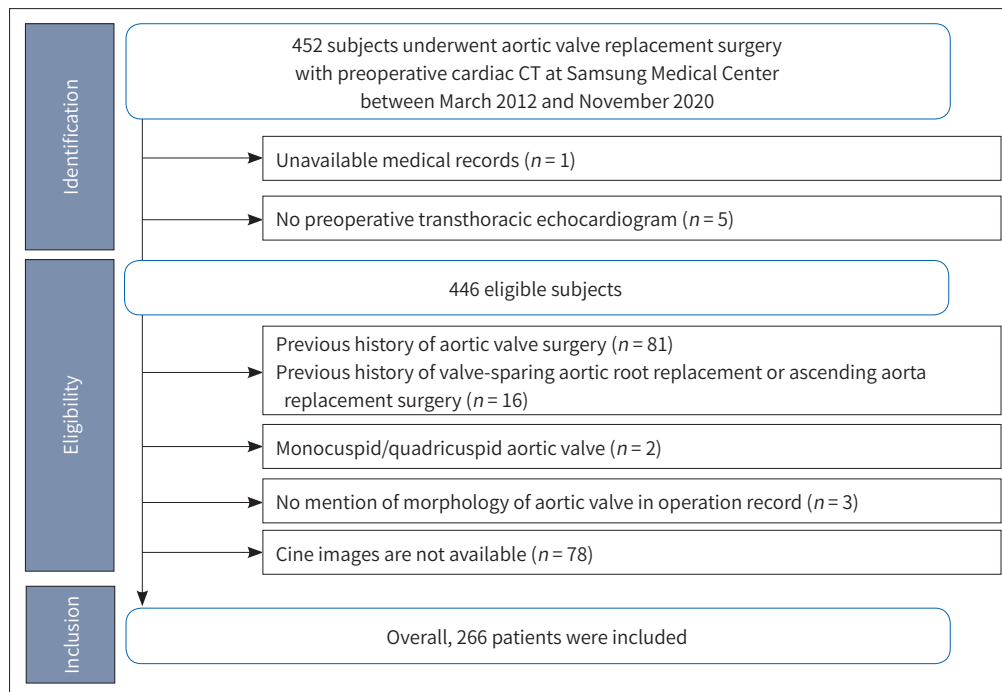 Identification
452 subjects underwent aortic valve replacement surgery
with preoperative cardiac CT at Samsung Medical Center
between March 2012 and November 2020
Unavailable medical records (n = 1)
No preoperative transthoracic echocardiogram (n = 5)
Eligibility
446 eligible subjects
Previous history of aortic valve surgery (n = 81)
Previous history of valve-sparing aortic root replacement or ascending aorta
replacement surgery (n = 16)
Monocuspid/quadricuspid aortic valve (n = 2)
No mention of morphology of aortic valve in operation record (n = 3)
Cine images are not available (n = 78)
Inclusion
Overall, 266 patients were included